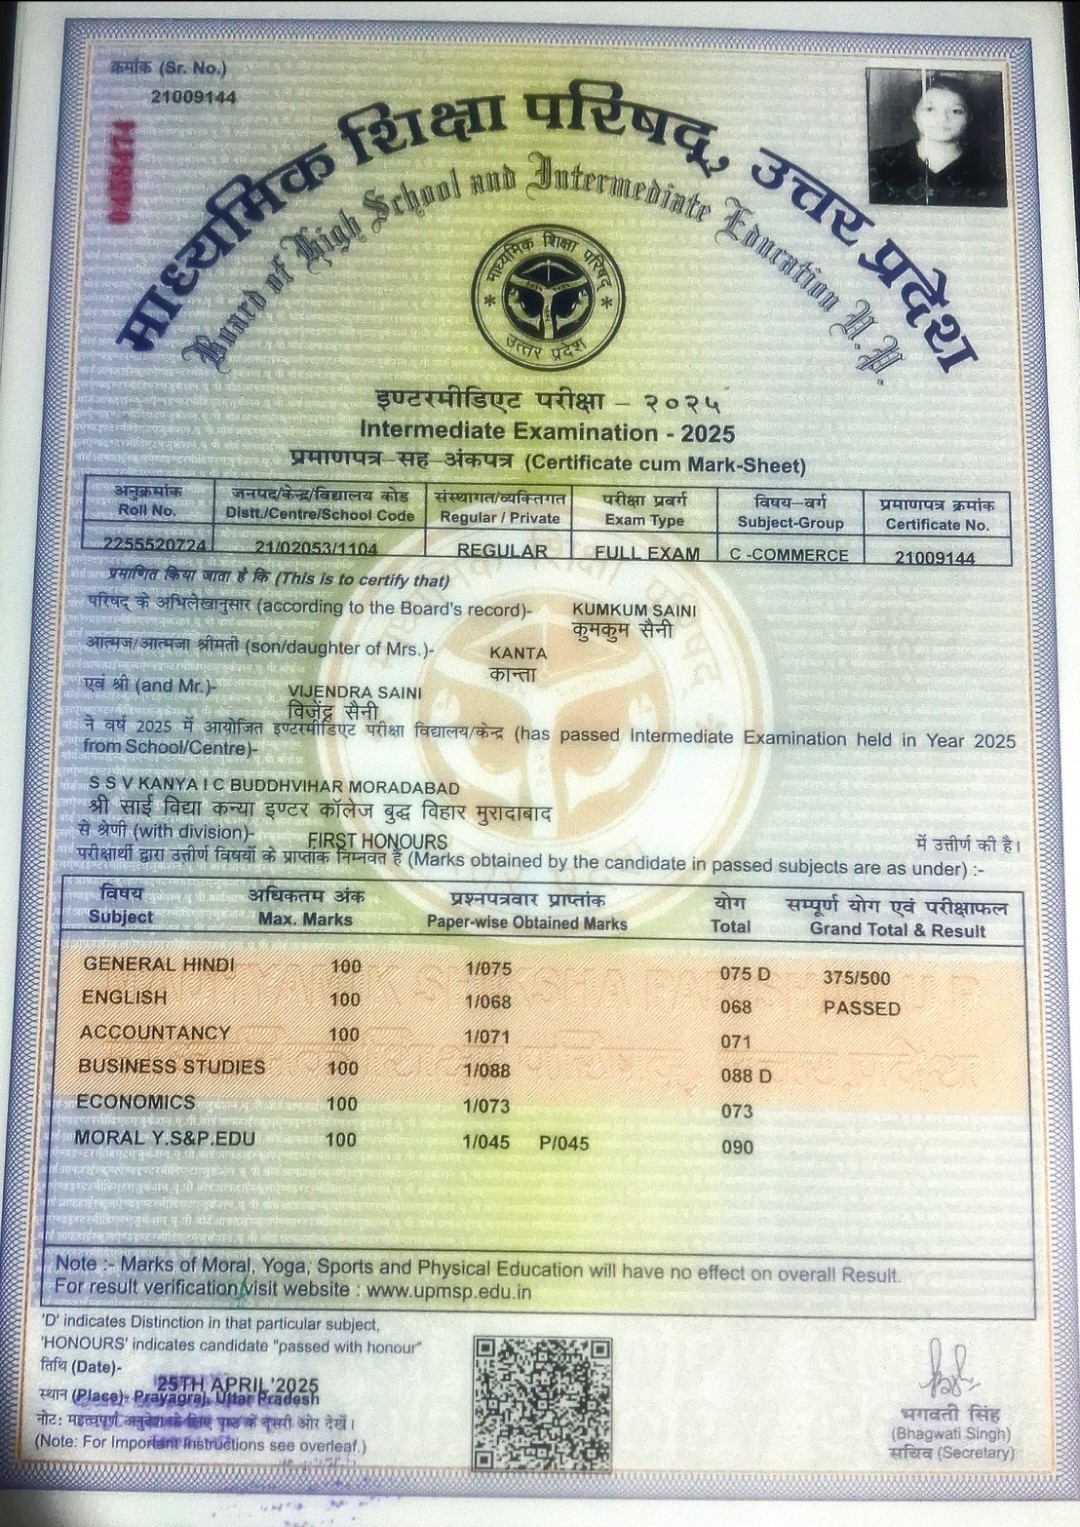 क्रमांक (Sr. No.)
21009144
माध्यमिक शिक्षा परिषद्, उत्तर प्रदेश
Board of High School and Intermediate Education U.P.
माध्यमिक शिक्षा परिषद्
उत्तर प्रदेश
इण्टरमीडिएट परीक्षा – २०२५
Intermediate Examination - 2025
प्रमाणपत्र सह अंकपत्र (Certificate cum Mark-Sheet)
अनुक्रमांक जनपद/केन्द्र/विद्यालय कोड संस्थागत/व्यक्तिगत परीक्षा प्रवर्ग विषय–वर्ग प्रमाणपत्र क्रमांक
Roll No. Distt./Centre/School Code Regular / Private Exam Type Subject-Group Certificate No.
2255520724 21/02053/1104 REGULAR FULL EXAM C -COMMERCE 21009144
प्रमाणित किया जाता है कि (This is to certify that)
परिषद के अभिलेखानुसार (according to the Board's record)- KUMKUM SAINI
कुमकुम सैनी
आत्मज/आत्मजा श्रीमती (son/daughter of Mrs.)- KANTA
कान्ता
एवं श्री (and Mr.)- VIJENDRA SAINI
विजेंद्र सैनी
ने वर्ष 2025 में आयोजित इण्टरमीडिएट परीक्षा विद्यालय/केन्द्र (has passed Intermediate Examination held in Year 2025
from School/Centre)-
S S V KANYA I C BUDDHVIHAR MORADABAD
श्री साई विद्या कन्या इण्टर कॉलेज बुद्ध विहार मुरादाबाद
से श्रेणी (with division)- FIRST HONOURS में उत्तीर्ण की है।
परीक्षार्थी द्वारा उत्तीर्ण विषयों के प्राप्तांक निम्नवत हैं (Marks obtained by the candidate in passed subjects are as under) :-
विषय अधिकतम अंक प्रश्नपत्रवार प्राप्तांक योग सम्पूर्ण योग एवं परीक्षाफल
Subject Max. Marks Paper-wise Obtained Marks Total Grand Total & Result
GENERAL HINDI 100 1/075 075 D 375/500
ENGLISH 100 1/068 068 PASSED
ACCOUNTANCY 100 1/071 071
BUSINESS STUDIES 100 1/088 088 D
ECONOMICS 100 1/073 073
MORAL Y.S&P.EDU 100 1/045 P/045 090
Note :- Marks of Moral, Yoga, Sports and Physical Education will have no effect on overall Result.
For result verification visit website : www.upmsp.edu.in
'D' indicates Distinction in that particular subject,
'HONOURS' indicates candidate "passed with honour"
तिथि (Date)-
25TH APRIL'2025
स्थान (Place)- Prayagraj, Uttar Pradesh
नोट: महत्वपूर्ण अनुदेश के लिए पृष्ठ के दूसरी ओर देखें।
(Note: For Important Instructions see overleaf.)
भगवती सिंह
(Bhagwati Singh)
सचिव (Secretary)